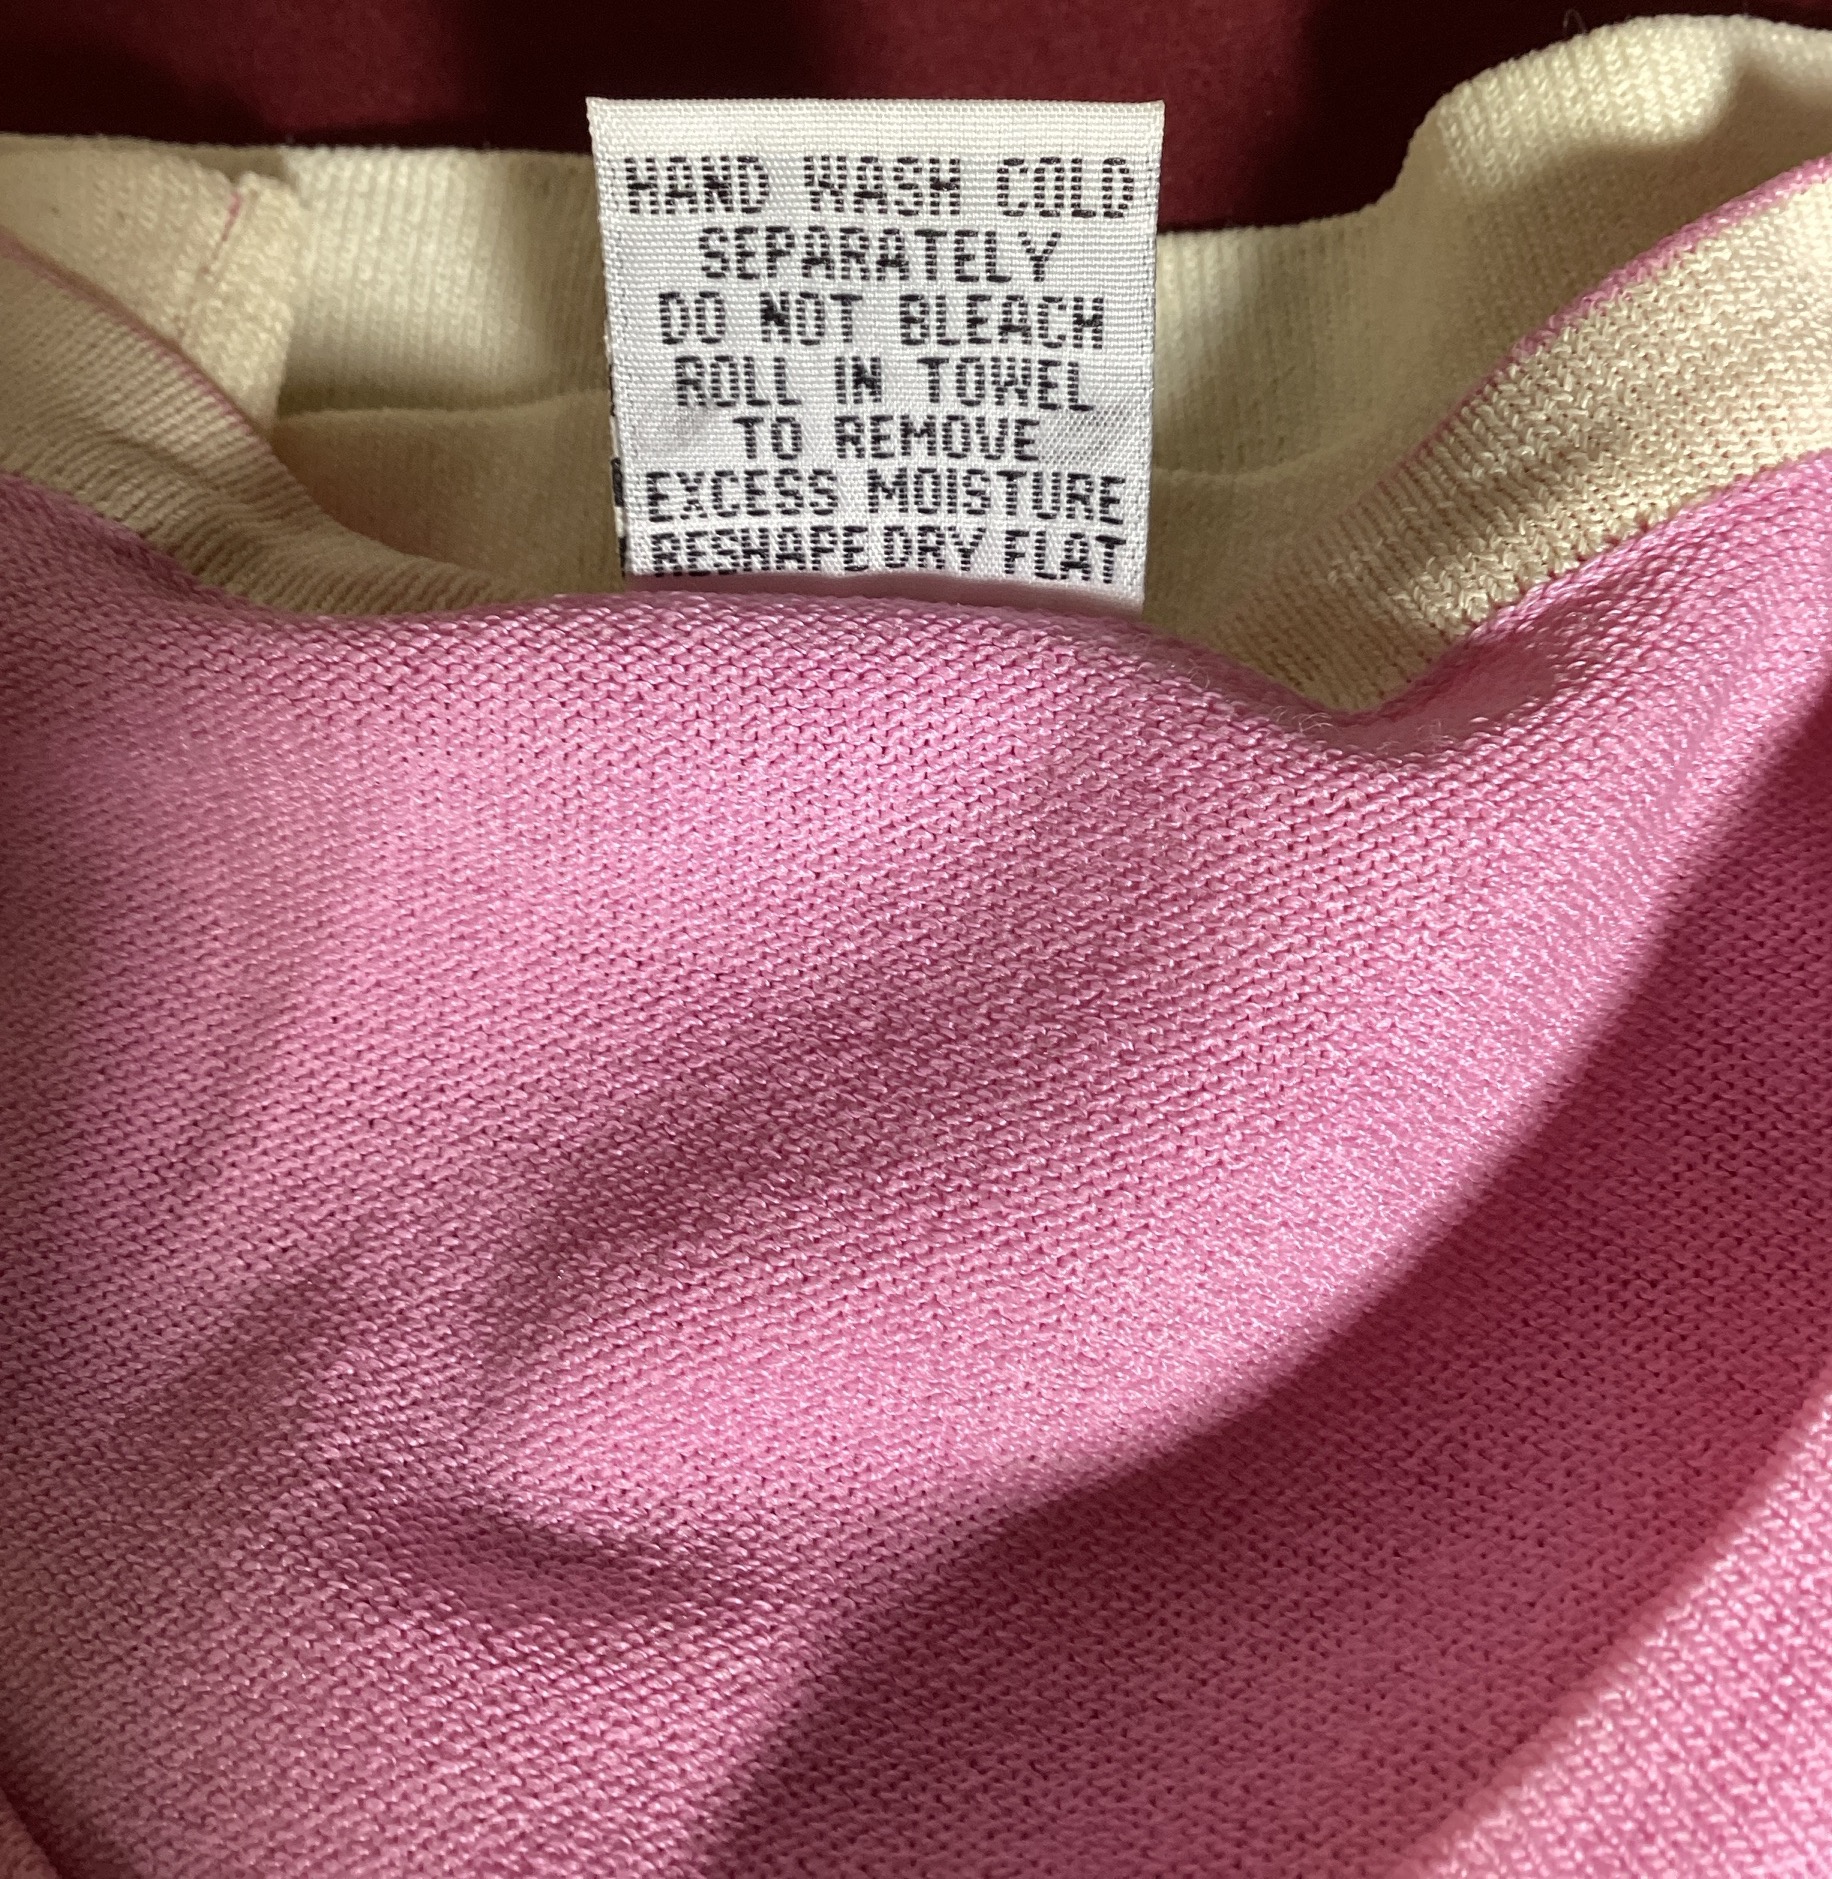 HAND WASH COLD
SEPARATELY
DO NOT BLEACH
ROLL IN TOWEL
TO REMOVE
EXCESS MOISTURE
RESHAPE DRY FLAT